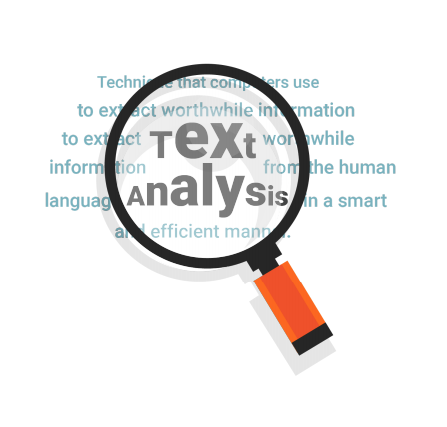 Technique that computers use
to extract worthwhile information
to extract worthwhile
Text
information from the human
Analysis
language in a smart
and efficient manner.